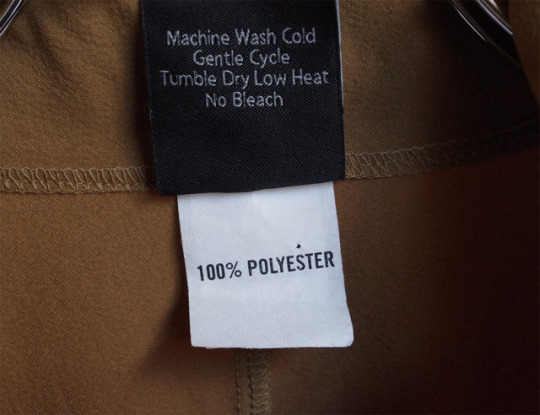 Machine Wash Cold
Gentle Cycle
Tumble Dry Low Heat
No Bleach
100% POLYESTER